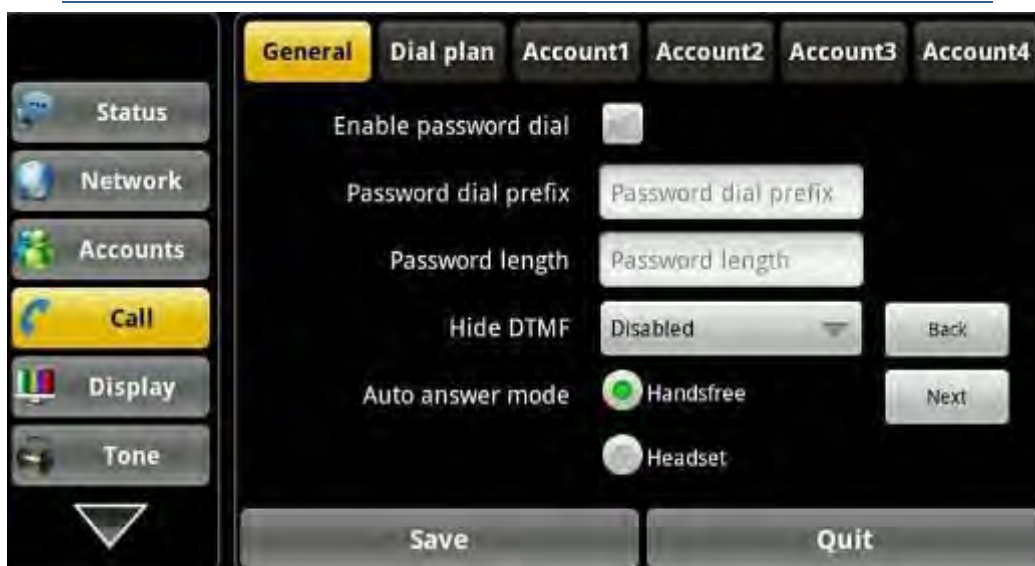 General Dial plan Account1 Account2 Account3 Account4
Status
Network
Accounts
Call
Display
Tone
Enable password dial
Password dial prefix Password dial prefix
Password length Password length
Hide DTMF Disabled Back
Auto answer mode Handsfree Next
Headset
Save Quit